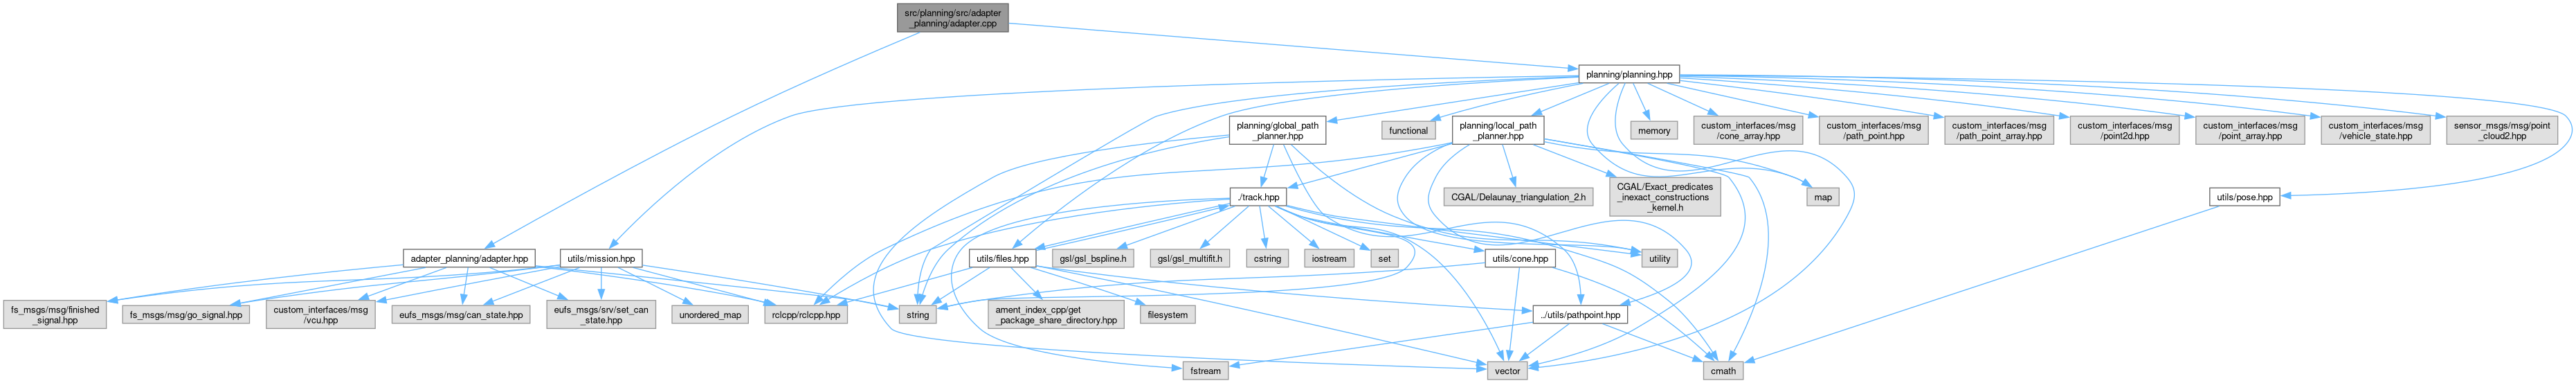 src/planning/src/adapter
_planning/adapter.cpp
planning/planning.hpp
planning/global_path
_planner.hpp
functional
planning/local_path
_planner.hpp
memory
custom_interfaces/msg
/cone_array.hpp
custom_interfaces/msg
/path_point.hpp
custom_interfaces/msg
/path_point_array.hpp
custom_interfaces/msg
/point2d.hpp
custom_interfaces/msg
/point_array.hpp
custom_interfaces/msg
/vehicle_state.hpp
sensor_msgs/msg/point
_cloud2.hpp
./track.hpp
CGAL/Delaunay_triangulation_2.h
CGAL/Exact_predicates
_inexact_constructions
_kernel.h
map
utils/pose.hpp
adapter_planning/adapter.hpp
utils/mission.hpp
utils/files.hpp
gsl/gsl_bspline.h
gsl/gsl_multifit.h
cstring
iostream
set
utils/cone.hpp
utility
fs_msgs/msg/finished
_signal.hpp
fs_msgs/msg/go_signal.hpp
custom_interfaces/msg
/vcu.hpp
eufs_msgs/msg/can_state.hpp
eufs_msgs/srv/set_can
_state.hpp
unordered_map
rclcpp/rclcpp.hpp
string
ament_index_cpp/get
_package_share_directory.hpp
filesystem
../utils/pathpoint.hpp
fstream
vector
cmath